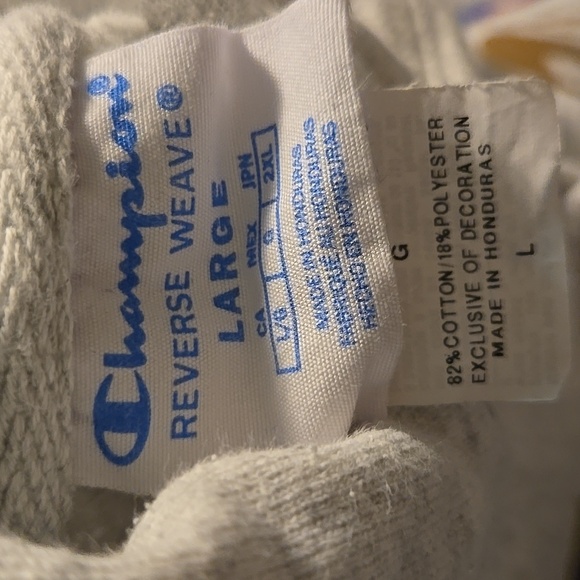 Champion®
REVERSE WEAVE®
LARGE
CA MEX JPN
L/G G 2XL
MADE IN HONDURAS
FABRIQUÉ AU HONDURAS
HECHO EN HONDURAS
G
82%COTTON/18%POLYESTER
EXCLUSIVE OF DECORATION
MADE IN HONDURAS
L